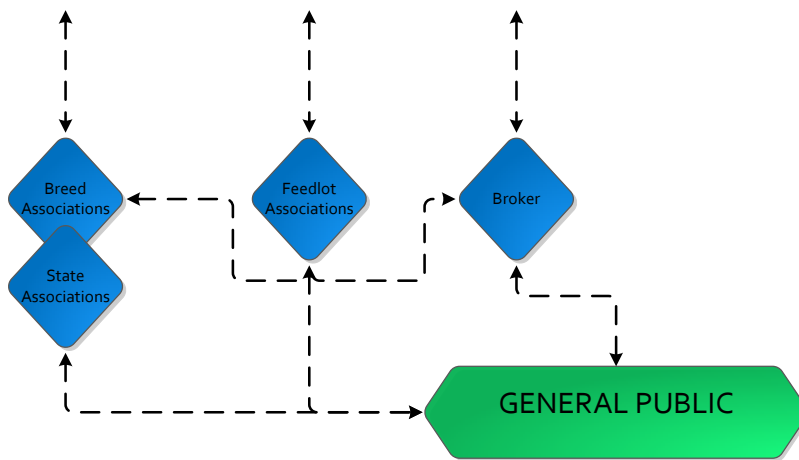 Breed
Associations
Feedlot
Associations
Broker
State
Associations
GENERAL PUBLIC